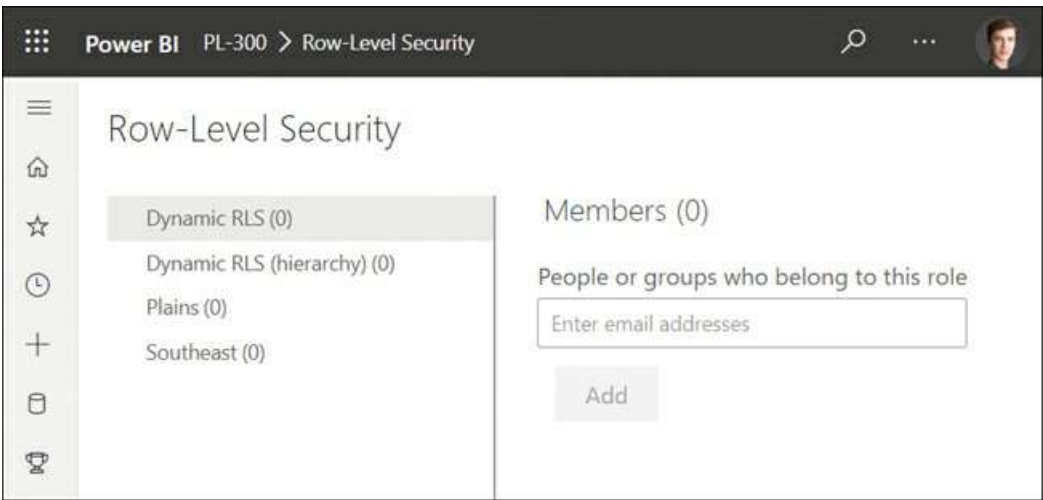 Power BI PL-300 > Row-Level Security
Row-Level Security
Dynamic RLS (0)
Dynamic RLS (hierarchy) (0)
Plains (0)
Southeast (0)
Members (0)
People or groups who belong to this role
Enter email addresses
Add